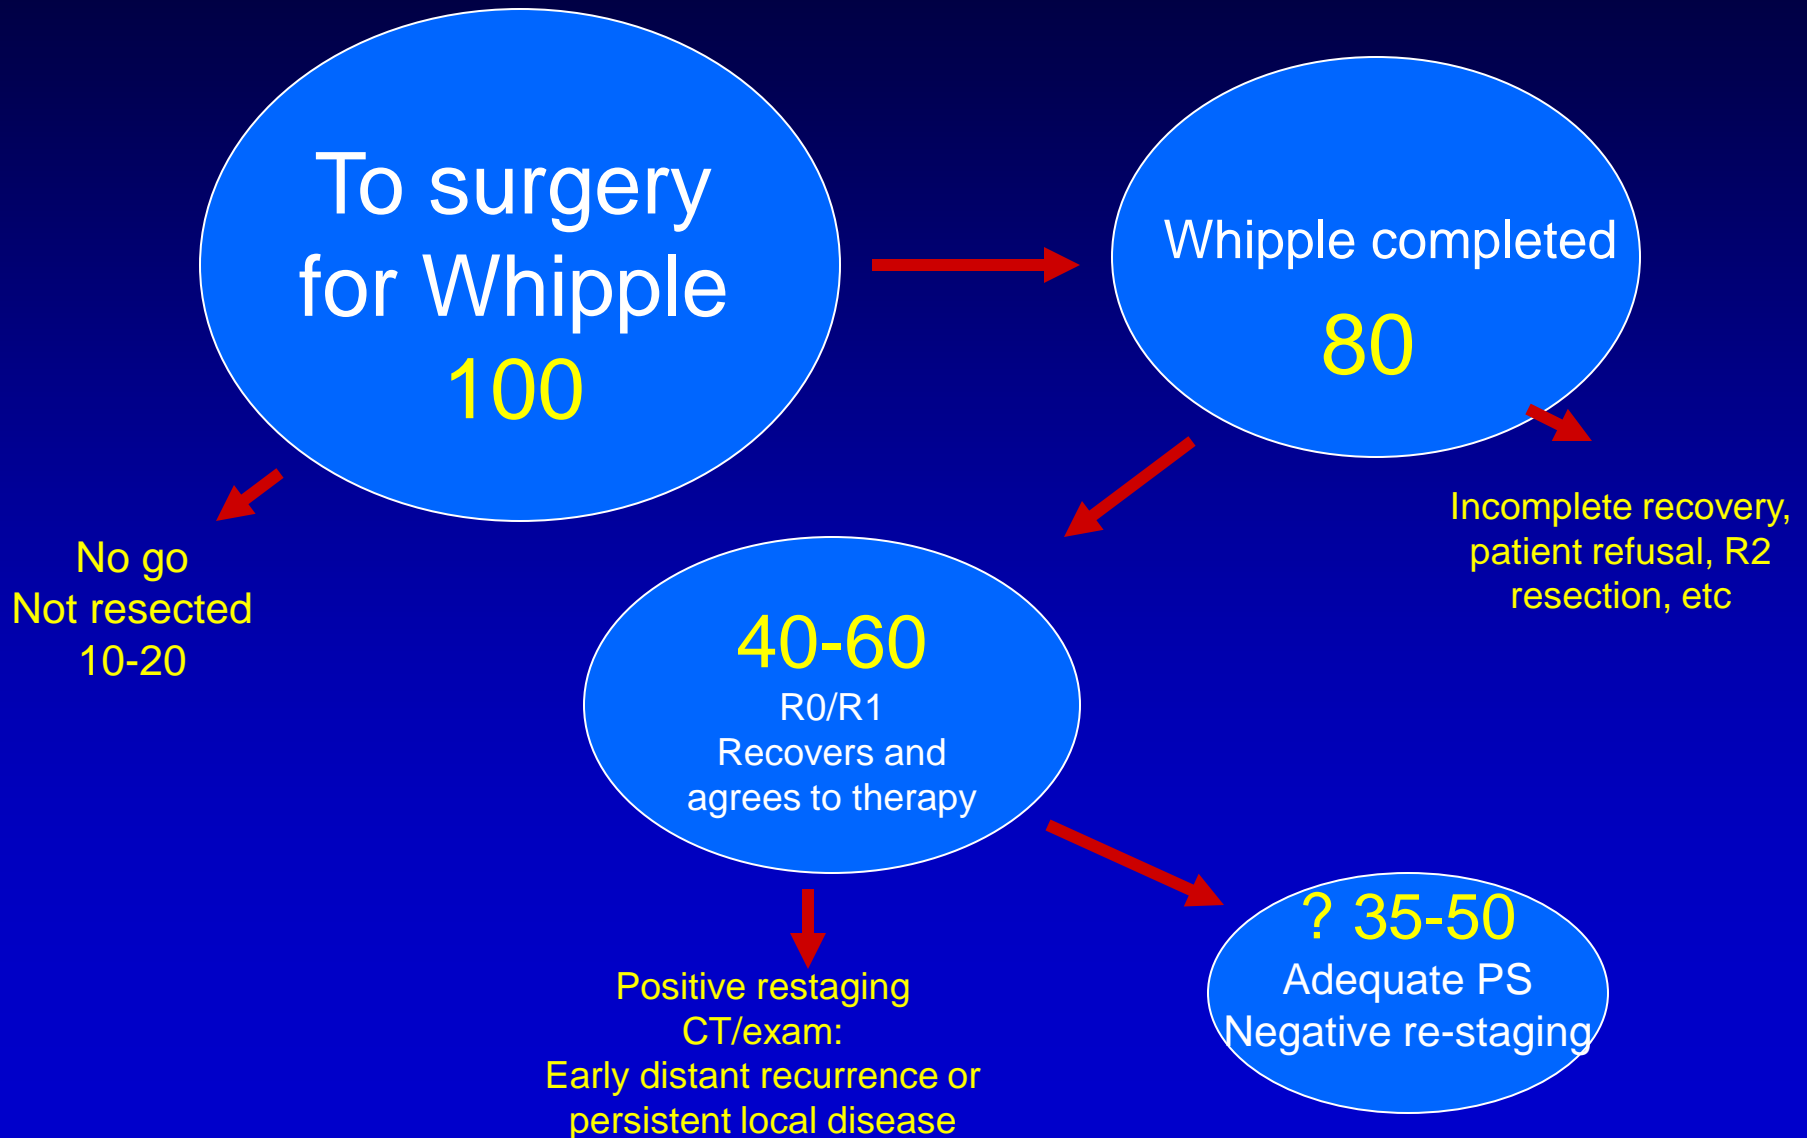 To surgery
for Whipple
100
Whipple completed
80
No go
Not resected
10-20
Incomplete recovery,
patient refusal, R2
resection, etc
40-60
R0/R1
Recovers and
agrees to therapy
Positive restaging
CT/exam:
Early distant recurrence or
persistent local disease
? 35-50
Adequate PS
Negative re-staging